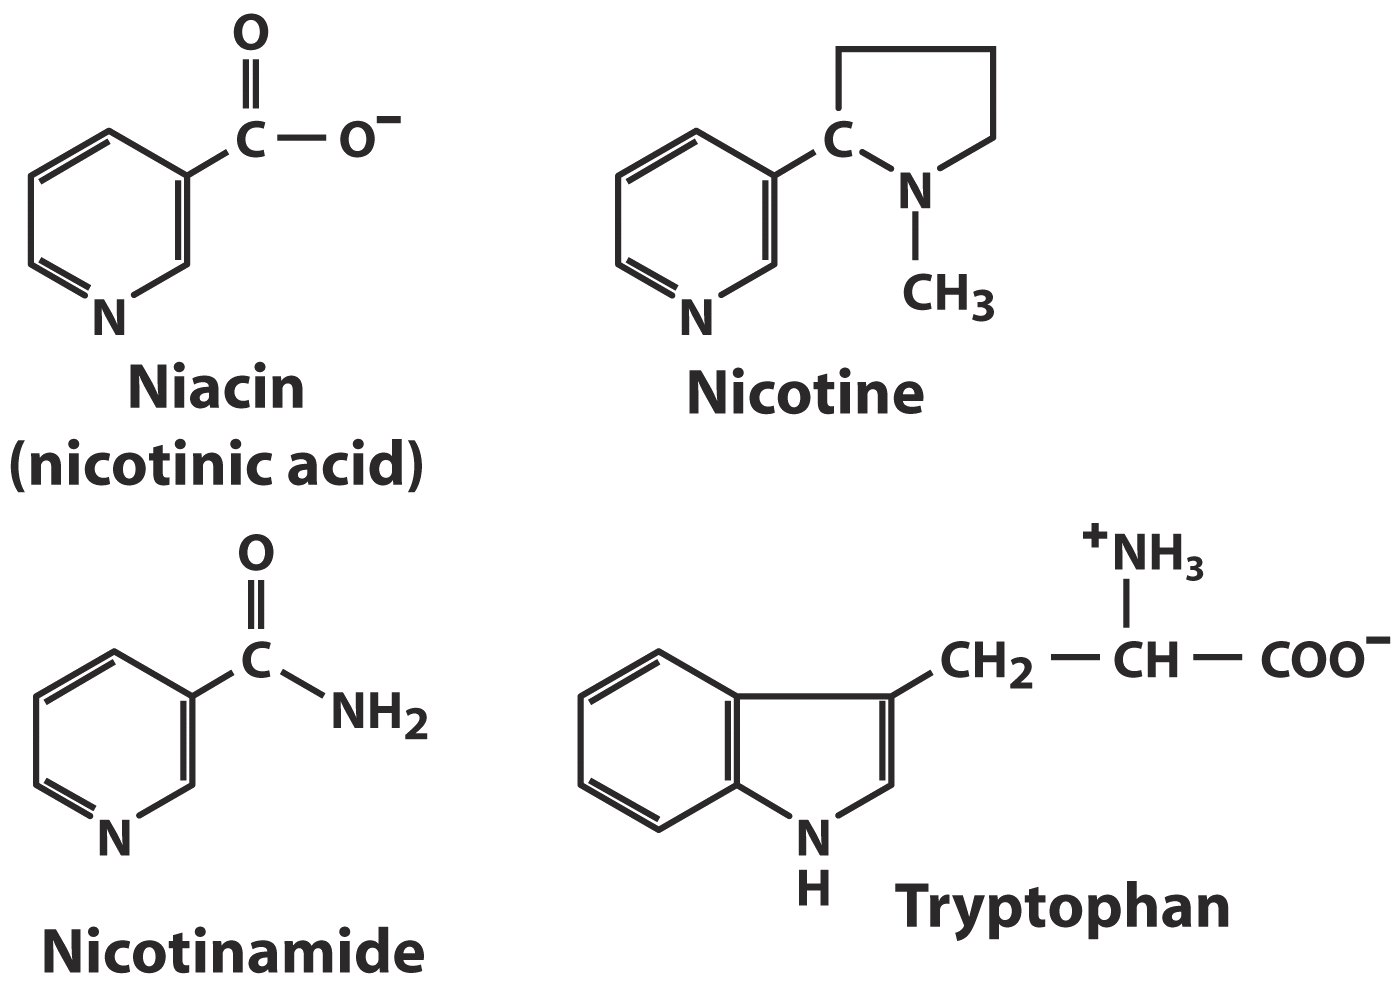 O
C
O−
N
Niacin
(nicotinic acid)
C
N
CH3
N
Nicotine
O
C
NH2
N
Nicotinamide
+NH3
CH2 — CH — COO−
N
H
Tryptophan